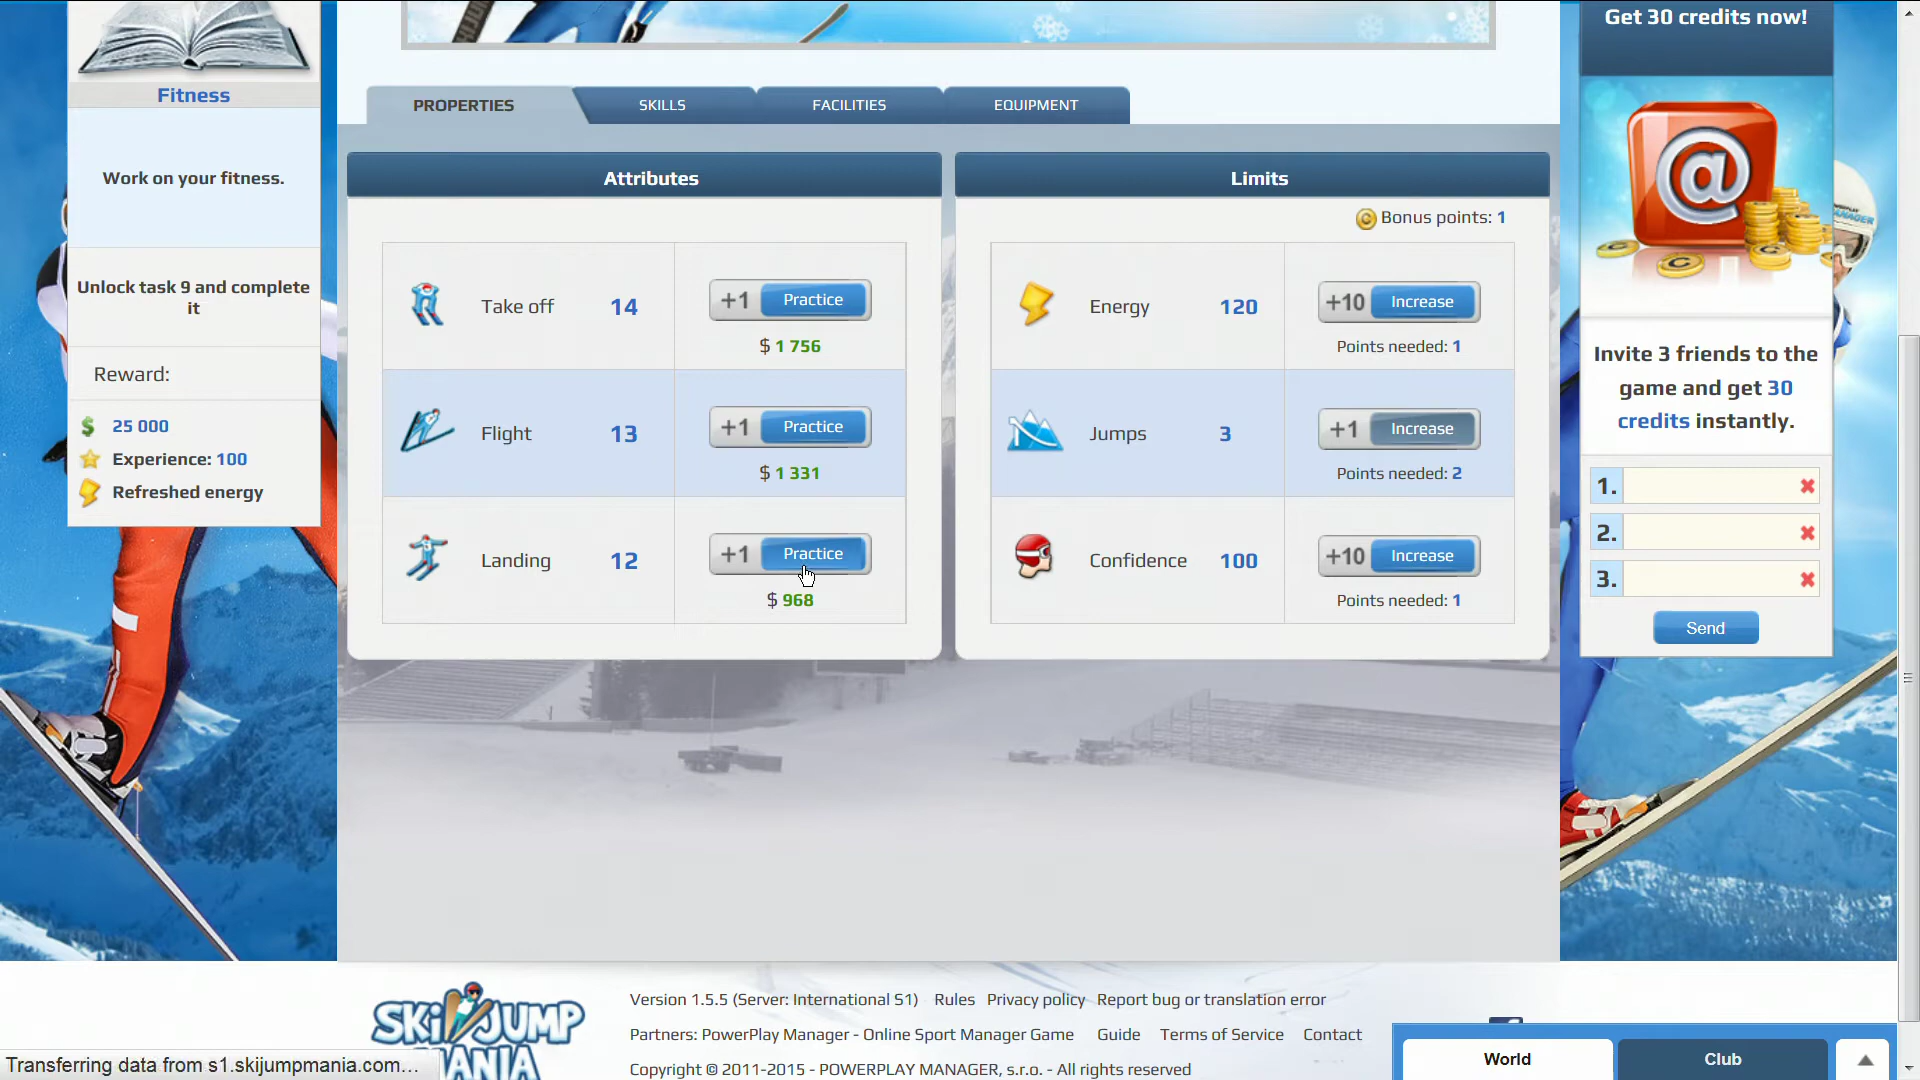 Get 30 credits now!
Fitness
Work on your fitness.
Unlock task 9 and complete
it
Reward:
25 000
Experience: 100
Refreshed energy
PROPERTIES
SKILLS
FACILITIES
EQUIPMENT
Attributes
Take off 14 +1 Practice
$ 1 756
Flight 13 +1 Practice
$ 1 331
Landing 12 +1 Practice
$ 968
Limits
Bonus points: 1
Energy 120 +10 Increase
Points needed: 1
Jumps 3 +1 Increase
Points needed: 2
Confidence 100 +10 Increase
Points needed: 1
Invite 3 friends to the
game and get 30
credits instantly.
1.
2.
3.
Send
SKI JUMP
MANIA
Version 1.5.5 (Server: International S1) Rules Privacy policy Report bug or translation error
Partners: PowerPlay Manager - Online Sport Manager Game Guide Terms of Service Contact
Copyright © 2011-2015 - POWERPLAY MANAGER, s.r.o. - All rights reserved
World
Club
Transferring data from s1.skijumpmania.com...